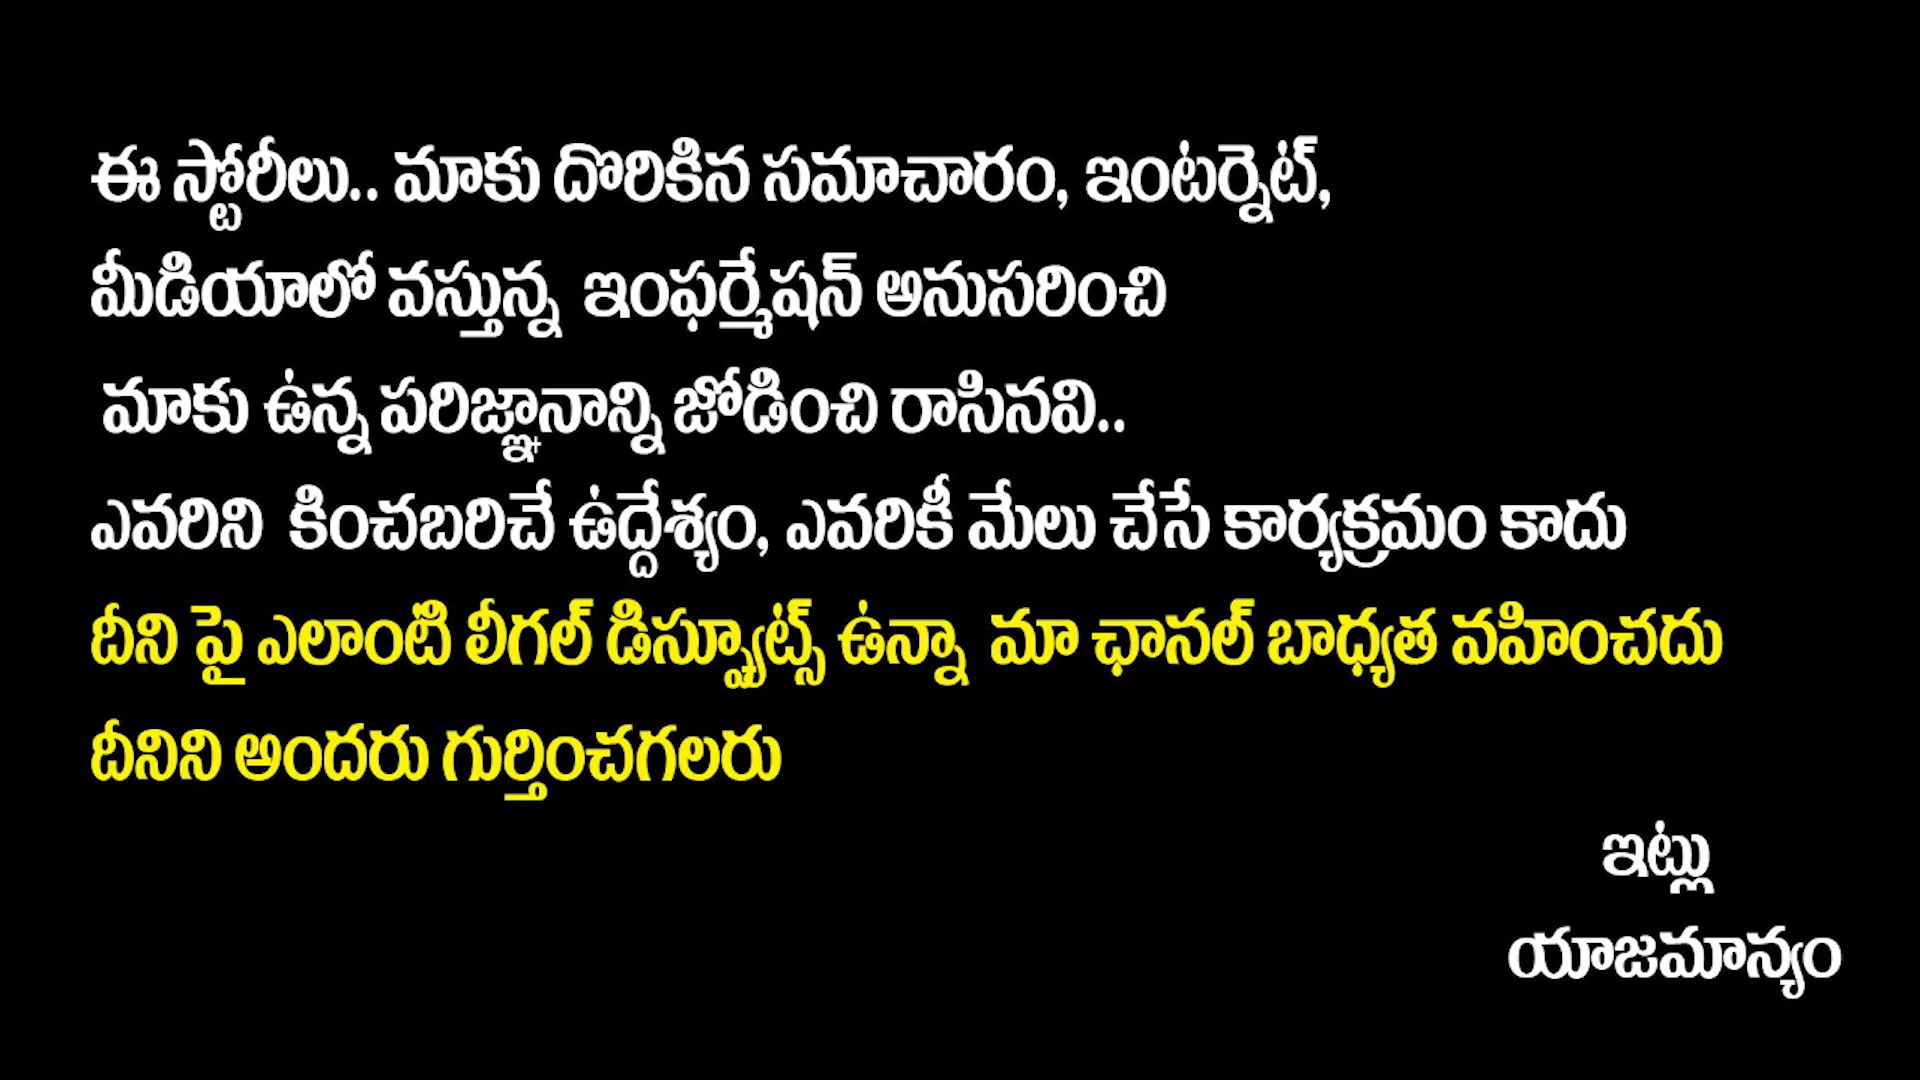 ఈ స్టోరీలు.. మాకు దొరికిన సమాచారం, ఇంటర్నెట్,
మీడియాలో వస్తున్న ఇంఫర్మేషన్ అనుసరించి
మాకు ఉన్న పరిజ్ఞానాన్ని జోడించి రాసినవి..
ఎవరిని కించబరిచే ఉద్దేశ్యం, ఎవరికీ మేలు చేసే కార్యక్రమం కాదు
దీని పై ఎలాంటి లీగల్ డిస్ప్యూట్స్ ఉన్నా మా ఛానల్ బాధ్యత వహించదు
దీనిని అందరు గుర్తించగలరు
ఇట్లు
యాజమాన్యం